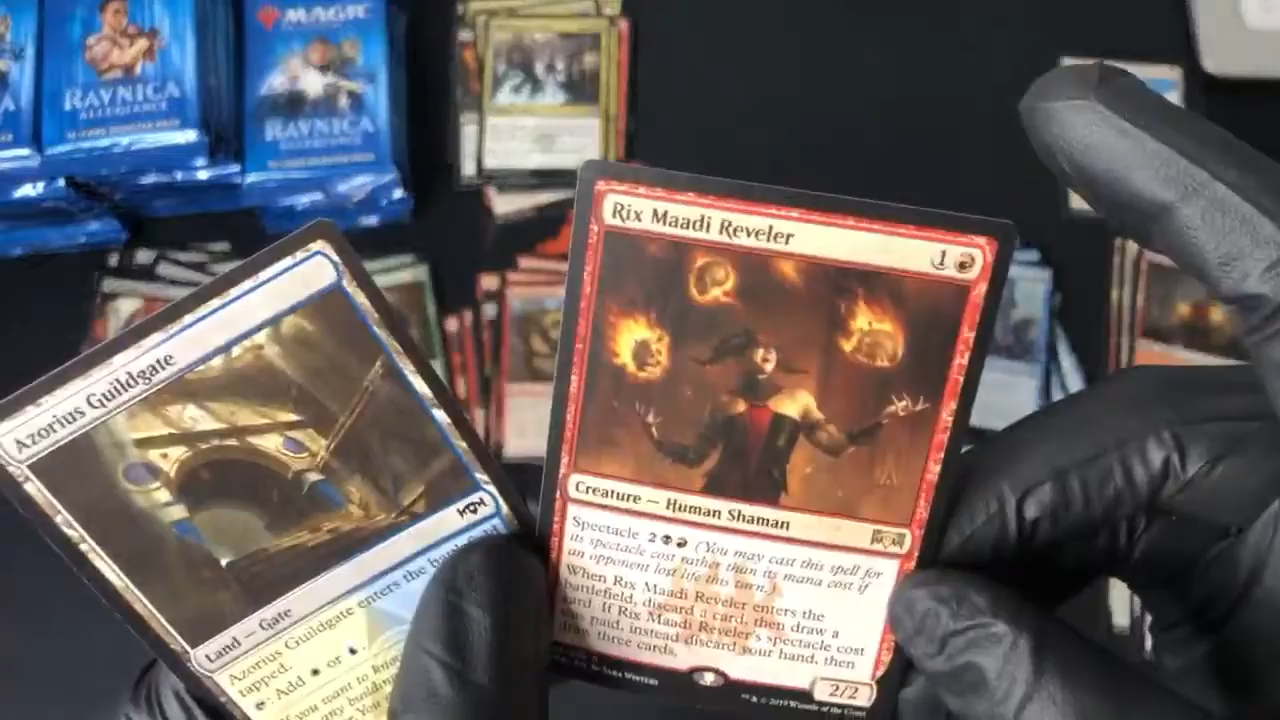 MAGIC
RAVNICA
ALLEGIANCE
RAVNICA
ALLEGIANCE
Azorius Guildgate
Land — Gate
Azorius Guildgate enters the
tapped.
: Add or
Rix Maadi Reveler
1
Creature — Human Shaman
Spectacle 2 (You may cast this spell for
its spectacle cost rather than its mana cost if
an opponent lost life this turn.)
When Rix Maadi Reveler enters the
battlefield, discard a card, then draw a
card. If Rix Maadi Reveler's spectacle cost
was paid, instead discard your hand, then
draw three cards.
2/2